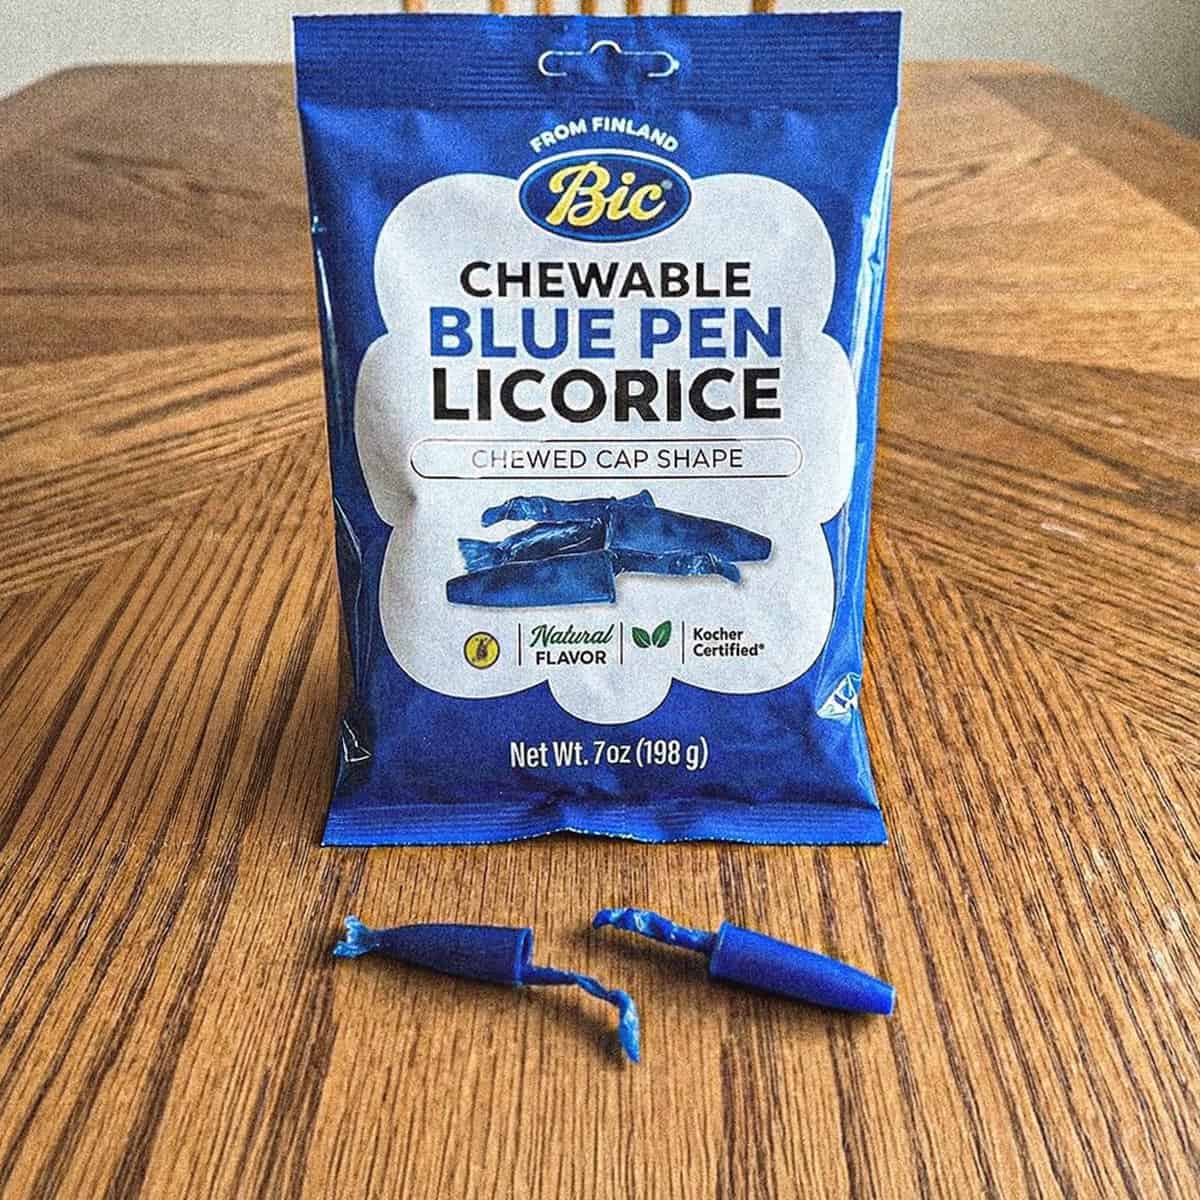 FROM FINLAND
Bic®
CHEWABLE
BLUE PEN
LICORICE
CHEWED CAP SHAPE
Natural
FLAVOR
Kocher
Certified®
Net Wt. 7oz (198 g)